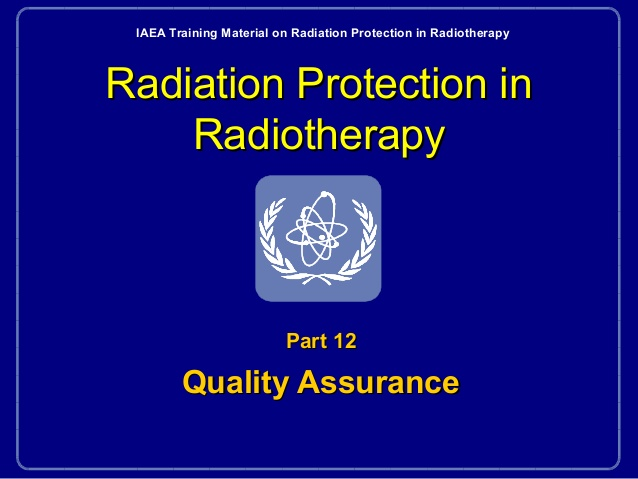 IAEA Training Material on Radiation Protection in Radiotherapy
Radiation Protection in
Radiotherapy
Part 12
Quality Assurance